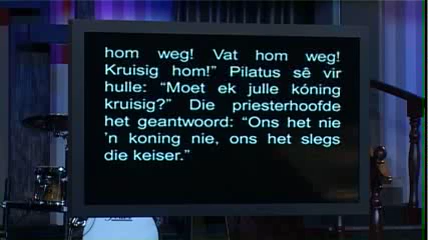 hom weg! Vat hom weg!
Kruisig hom!” Pilatus sê vir
hulle: “Moet ek julle kóning
kruisig?” Die priesterhoofde
het geantwoord: “Ons het nie
’n koning nie, ons het slegs
die keiser.”